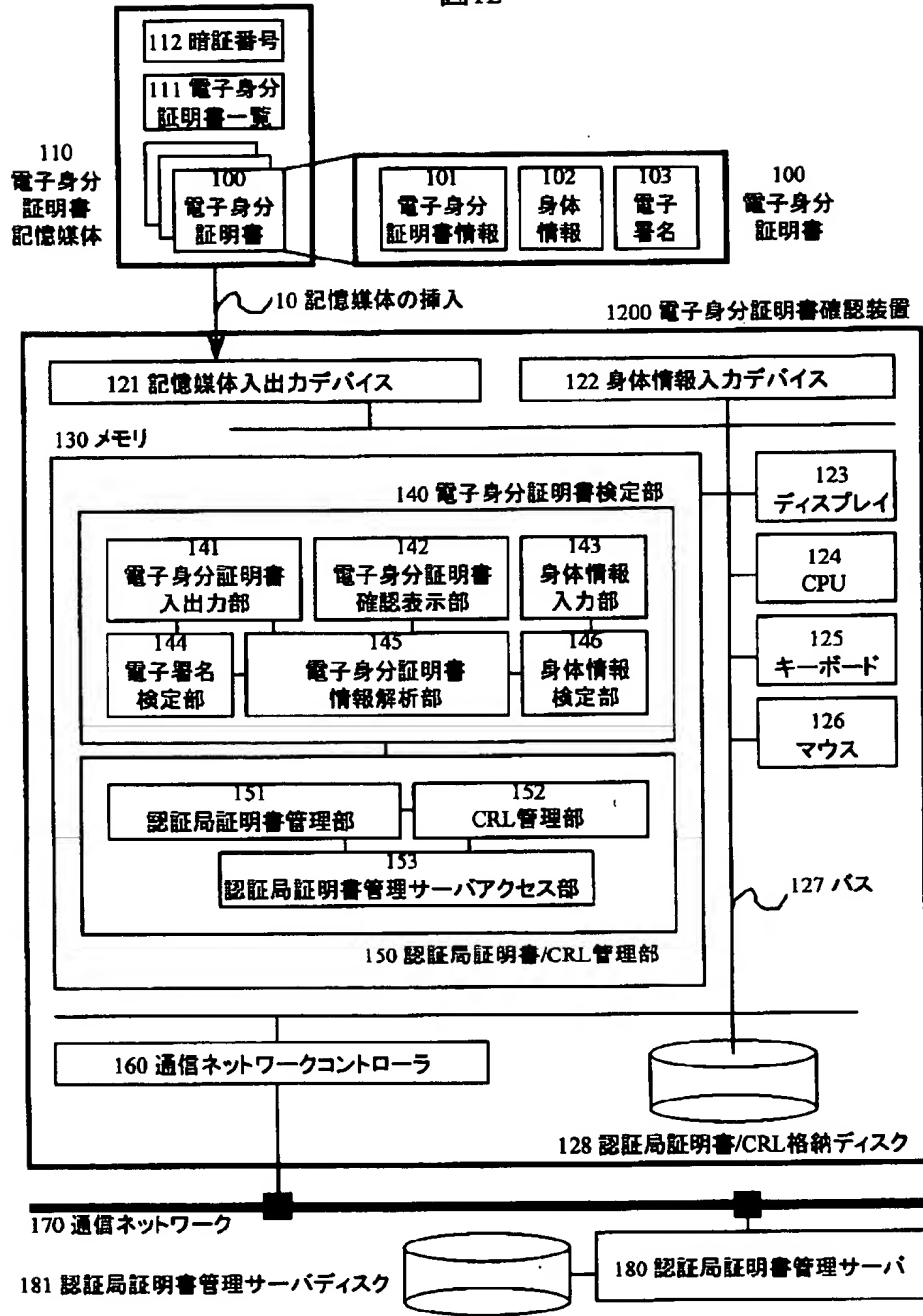 図12
112 暗証番号
111 電子身分
証明書一覧
110
電子身分
証明書
記憶媒体
100
電子身分
証明書
101
電子身分
証明書情報
102
身体
情報
103
電子
署名
100
電子身分
証明書
10 記憶媒体の挿入
1200 電子身分証明書確認装置
121 記憶媒体入出力デバイス
122 身体情報入力デバイス
130 メモリ
140 電子身分証明書検定部
123
ディスプレイ
141
電子身分証明書
入出力部
142
電子身分証明書
確認表示部
143
身体情報
入力部
124
CPU
144
電子署名
検定部
145
電子身分証明書
情報解析部
146
身体情報
検定部
125
キーボード
126
マウス
151
認証局証明書管理部
152
CRL管理部
153
認証局証明書管理サーバアクセス部
127 バス
150 認証局証明書/CRL管理部
160 通信ネットワークコントローラ
128 認証局証明書/CRL格納ディスク
170 通信ネットワーク
181 認証局証明書管理サーバディスク
180 認証局証明書管理サーバ